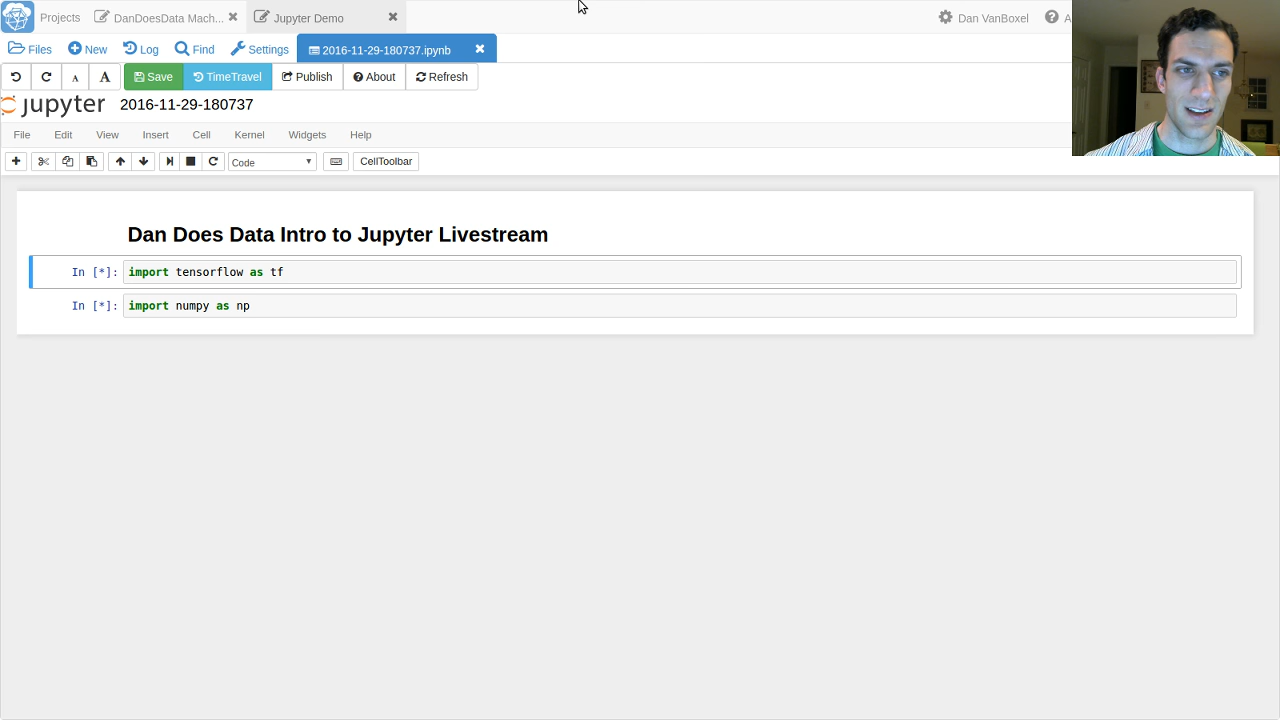 Projects DanDoesData Mach... Jupyter Demo Dan VanBoxel
Files New Log Find Settings 2016-11-29-180737.ipynb
A A Save TimeTravel Publish About Refresh
jupyter 2016-11-29-180737
File Edit View Insert Cell Kernel Widgets Help
Code CellToolbar
Dan Does Data Intro to Jupyter Livestream
In [*]: import tensorflow as tf
In [*]: import numpy as np